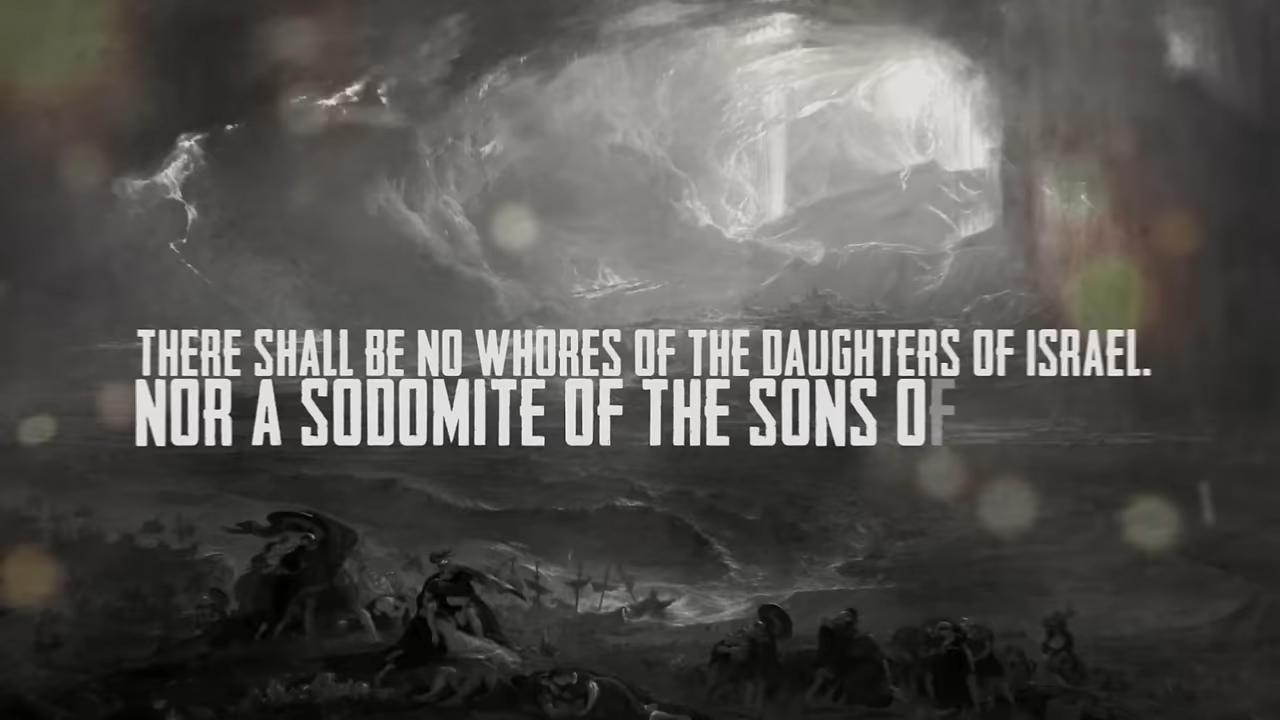 THERE SHALL BE NO WHORES OF THE DAUGHTERS OF ISRAEL.
NOR A SODOMITE OF THE SONS OF